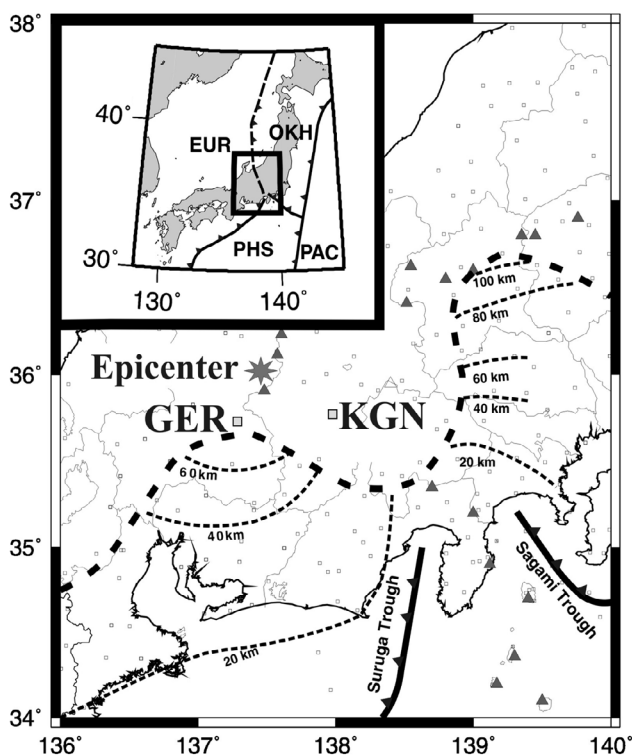 38˚
40˚
OKH
EUR
37˚
PHS
PAC
30˚
130˚
140˚
100 km
80 km
Epicenter
36˚
60 km
GER
KGN
40 km
20 km
60 km
40 km
35˚
Sagami Trough
Suruga Trough
20 km
34˚
136˚
137˚
138˚
139˚
140˚